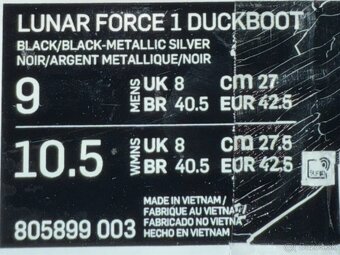 LUNAR FORCE 1 DUCKBOOT
BLACK/BLACK-METALLIC SILVER
NOIR/ARGENT METALLIQUE/NOIR
9 MENS UK 8 cm 27
BR 40.5 EUR 42.5
10.5 WMNS UK 8 cm 27.5
BR 40.5 EUR 42.5
805899 003
MADE IN VIETNAM/
FABRIQUE AU VIETNAM/
FABRICADO NO VIETNA
HECHO EN VIETNAM